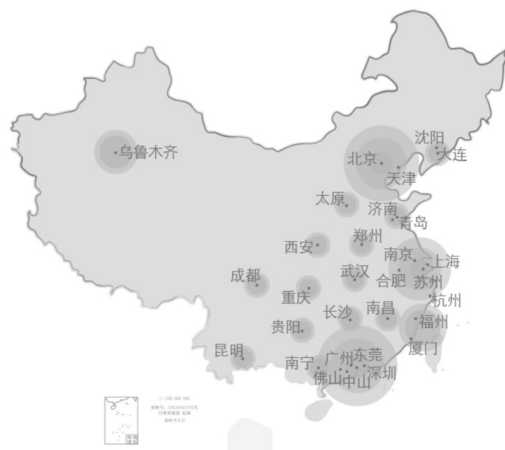 沈阳
大连
北京
天津
乌鲁木齐
太原
济南
青岛
西安
郑州
南京
上海
成都
武汉
合肥
苏州
重庆
杭州
长沙
南昌
福州
贵阳
厦门
昆明
南宁
广州
东莞
佛山
中山
深圳